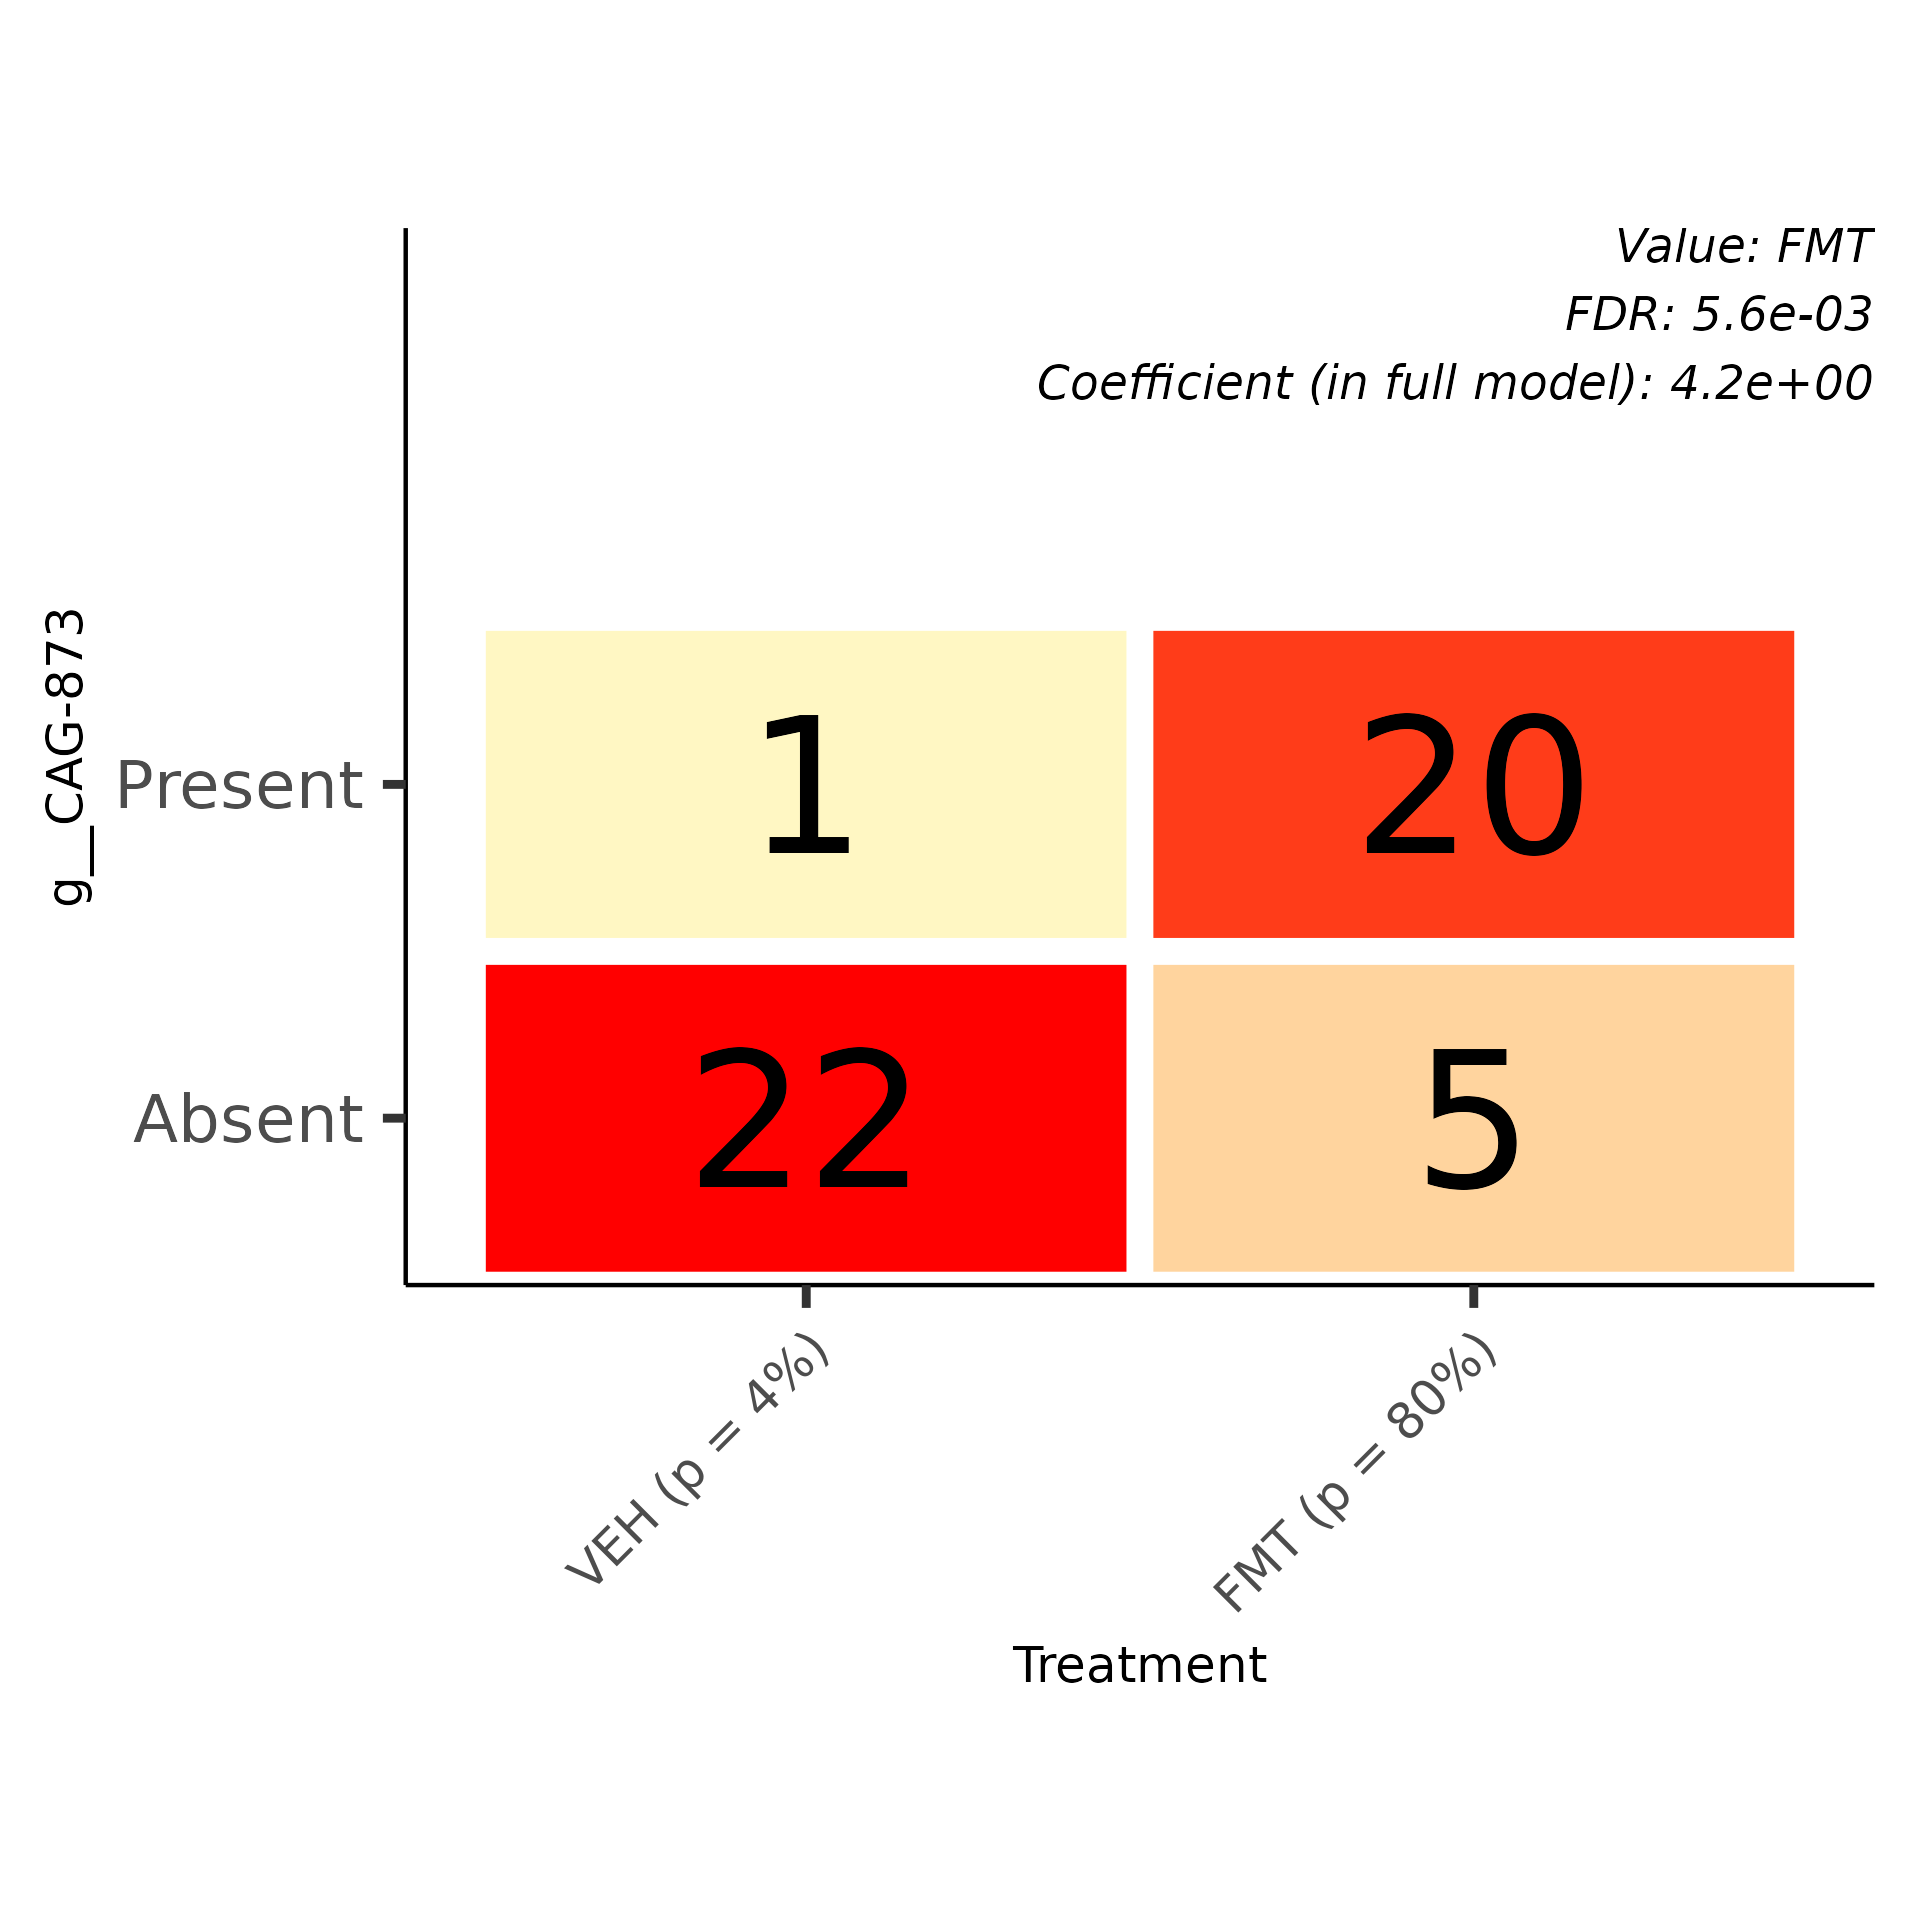 Value: FMT
FDR: 5.6e-03
Coefficient (in full model): 4.2e+00
g__CAG-873
Present
1
20
Absent
22
5
VEH (p = 4%)
FMT (p = 80%)
Treatment